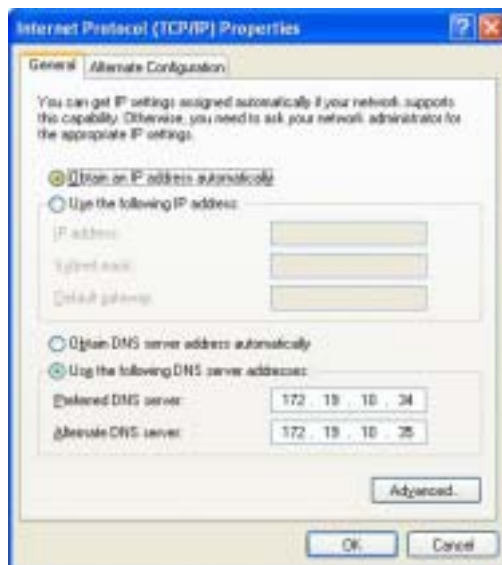 Internet Protocol (TCP/IP) Properties
General
Alternate Configuration
You can get IP settings assigned automatically if your network supports
this capability. Otherwise, you need to ask your network administrator for
the appropriate IP settings.
Obtain an IP address automatically
Use the following IP address:
IP address:
Subnet mask:
Default gateway:
Obtain DNS server address automatically
Use the following DNS server addresses:
Preferred DNS server:
172 . 19 . 10 . 34
Alternate DNS server:
172 . 19 . 10 . 35
Advanced...
OK
Cancel